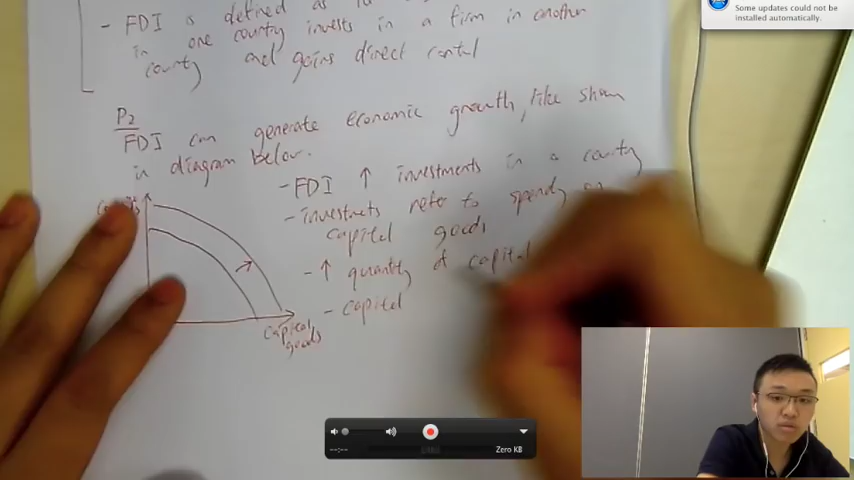 Some updates could not be
installed automatically.
- FDI is defined as
in one country invests in a firm in another
country and gains direct control
P2
FDI can generate economic growth, like shown
in diagram below.
- FDI ↑ investments in a country
- investments refer to spending on
capital goods
- ↑ quantity of capital
- capital
capital
goods
Zero KB